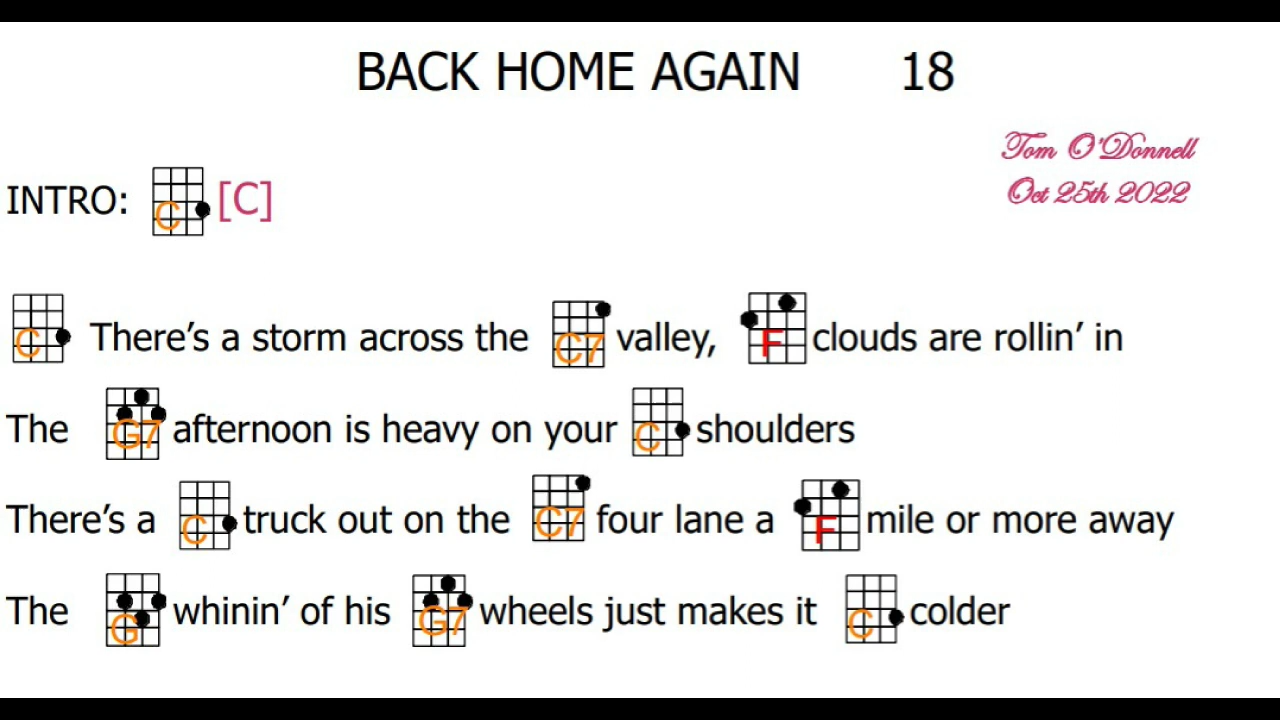 BACK HOME AGAIN 18
Tom O'Donnell
Oct 25th 2022
INTRO: C [C]
C There's a storm across the C7 valley, F clouds are rollin' in
The G7 afternoon is heavy on your C shoulders
There's a C truck out on the C7 four lane a F mile or more away
The G whinin' of his G7 wheels just makes it C colder